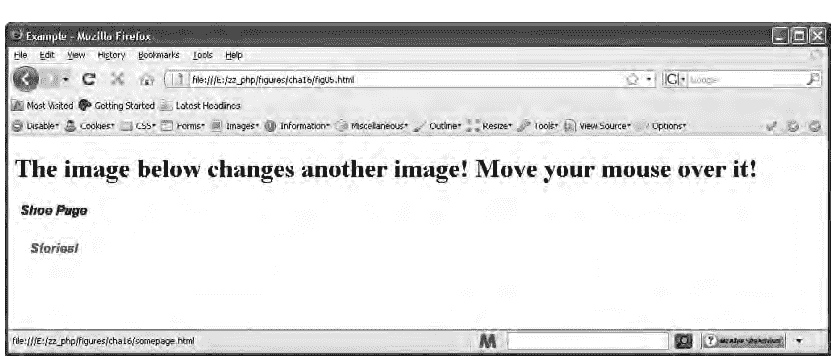 Example - Mozilla Firefox
File Edit View History Bookmarks Tools Help
file:///E:/zz_php/figures/cha16/fig05.html
Google
Most Visited Getting Started Latest Headlines
Disable Cookies CSS Forms Images Information Miscellaneous Outline Resize Tools View Source Options
The image below changes another image! Move your mouse over it!
Shoe Page
Stories!
file:///E:/zz_php/figures/cha16/somepage.html